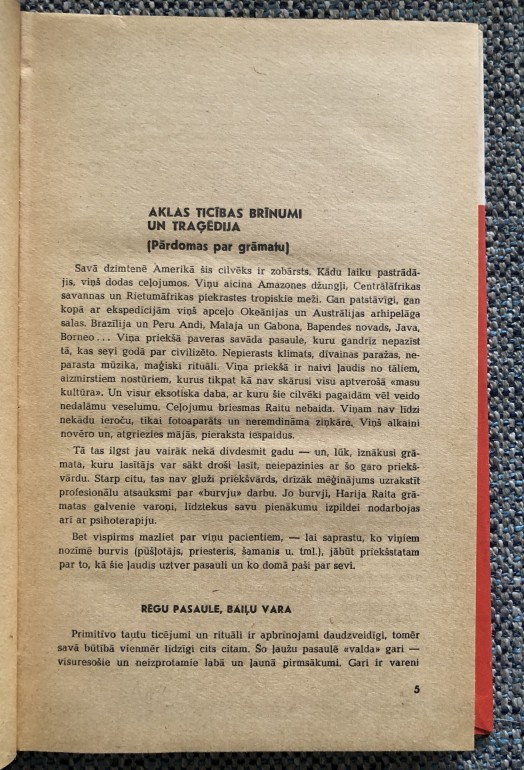 AKLAS TICĪBAS BRĪNUMI
UN TRAĢĒDIJA
(Pārdomas par grāmatu)
Savā dzimtenē Amerikā šis cilvēks ir zobārsts. Kādu laiku pastrādā-
jis, viņš dodas ceļojumos. Viņu aicina Amazones džungļi, Centrālāfrikas
savannas un Rietumāfrikas piekrastes tropiskie meži. Gan patstāvīgi, gan
kopā ar ekspedīcijām viņš apceļo Okeānijas un Austrālijas arhipelāga
salas. Brazīlija un Peru Andi, Malaja un Gabona, Bapendes novads, Java,
Borneo... Viņa priekšā paveras savāda pasaule, kuru gandrīz nepazīst
tā, kas sevi godā par civilizēto. Nepierasts klimats, dīvainas paražas, ne-
parasta mūzika, maģiski rituāli. Viņa priekšā ir naivi ļaudis no tāliem,
aizmirstiem nostūriem, kurus tikpat kā nav skārusi visu aptverošā «masu
kultūra». Un visur eksotiska daba, ar kuru šie cilvēki pagaidām vēl veido
nedalāmu veselumu. Ceļojumu briesmas Raitu nebaida. Viņam nav līdzi
nekādu ieroču, tikai fotoaparāts un neremdināma ziņkāre. Viņš alkaini
novēro un, atgriezies mājās, pieraksta iespaidus.
Tā tas ilgst jau vairāk nekā divdesmit gadu — un, lūk, iznākusi grā-
mata, kuru lasītājs var sākt droši lasīt, neiepazinies ar šo garo priekš-
vārdu. Starp citu, tas nav gluži priekšvārds, drīzāk mēģinājums uzrakstīt
profesionālu atsauksmi par «burvju» darbu. Jo burvji, Harija Raita grā-
matas galvenie varoņi, līdztekus savu pienākumu izpildei nodarbojas
arī ar psihoterapiju.
Bet vispirms mazliet par viņu pacientiem, — lai saprastu, ko viņiem
nozīmē burvis (pūšļotājs, priesteris, šamanis u. tml.), jābūt priekšstatam
par to, kā šie ļaudis uztver pasauli un ko domā paši par sevi.
RĒGU PASAULE, BAIĻU VARA
Primitīvo tautu ticējumi un rituāli ir apbrīnojami daudzveidīgi, tomēr
savā būtībā vienmēr līdzīgi cits citam. Šo ļaužu pasaulē «valda» gari —
visuresošie un neizprotamie labā un ļaunā pirmsākumi. Gari ir vareni
5